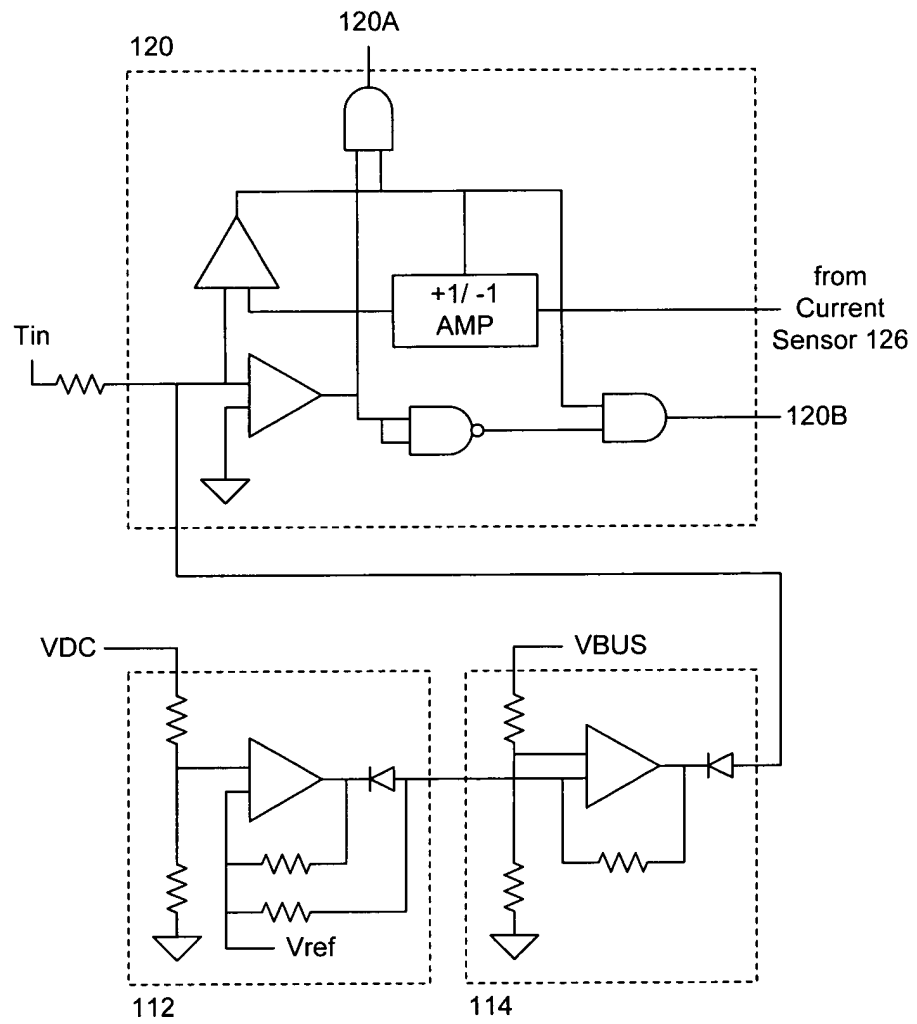 120A
120
+1/ -1
AMP
from
Current
Sensor 126
Tin
120B
VDC
VBUS
Vref
112
114